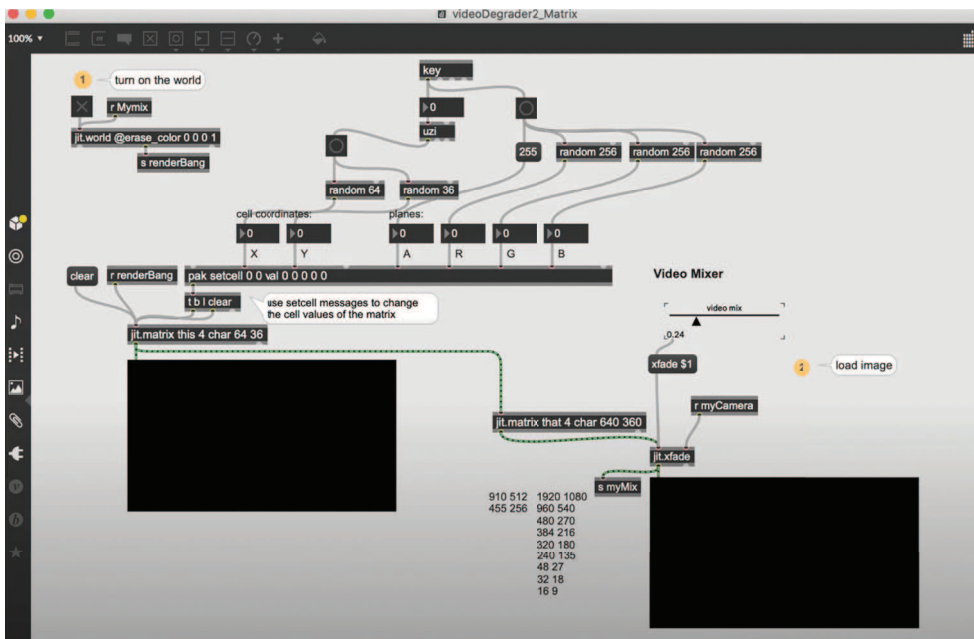 videoDegrader2_Matrix
100%
1
turn on the world
r Mymix
jit.world @erase_color 0 0 0 1
s renderBang
key
0
uzi
255
random 256
random 256
random 256
random 64
random 36
cell coordinates:
planes:
0
0
0
0
0
0
X
Y
A
R
G
B
clear
r renderBang
pak setcell 0 0 val 0 0 0 0 0
t b l clear
use setcell messages to change
the cell values of the matrix
jit.matrix this 4 char 64 36
Video Mixer
video mix
0.24
xfade $1
2
load image
r myCamera
jit.matrix that 4 char 640 360
jit.xfade
s myMix
910 512 1920 1080
455 256 960 540
480 270
384 216
320 180
240 135
48 27
32 18
16 9